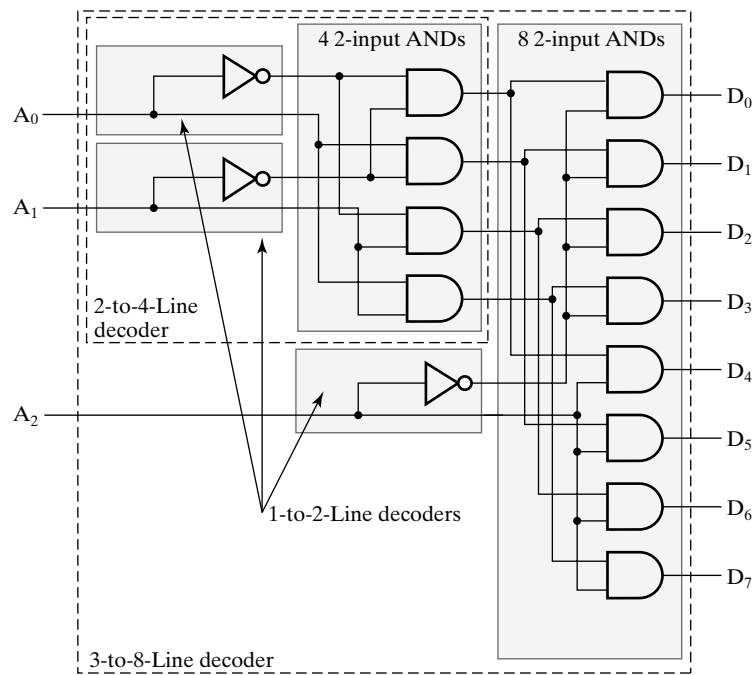 4 2-input ANDs
8 2-input ANDs
A₀
D₀
D₁
A₁
D₂
2-to-4-Line
decoder
D₃
D₄
A₂
D₅
1-to-2-Line decoders
D₆
D₇
3-to-8-Line decoder